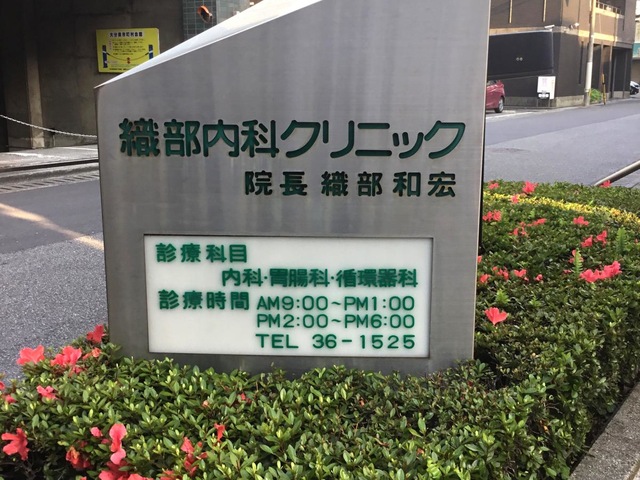 織部内科クリニック
院長 織部和宏
診療科目
内科・胃腸科・循環器科
診療時間 AM9:00~PM1:00
PM2:00~PM6:00
TEL 36-1525